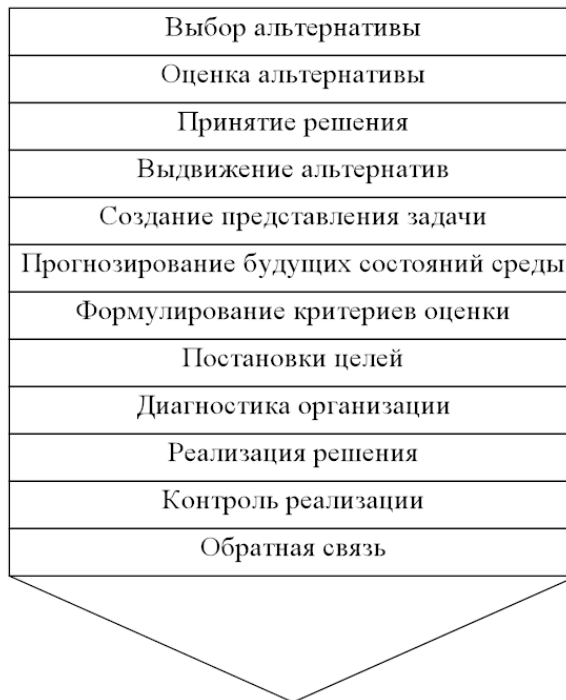 Выбор альтернативы
Оценка альтернативы
Принятие решения
Выдвижение альтернатив
Создание представления задачи
Прогнозирование будущих состояний среды
Формулирование критериев оценки
Постановки целей
Диагностика организации
Реализация решения
Контроль реализации
Обратная связь